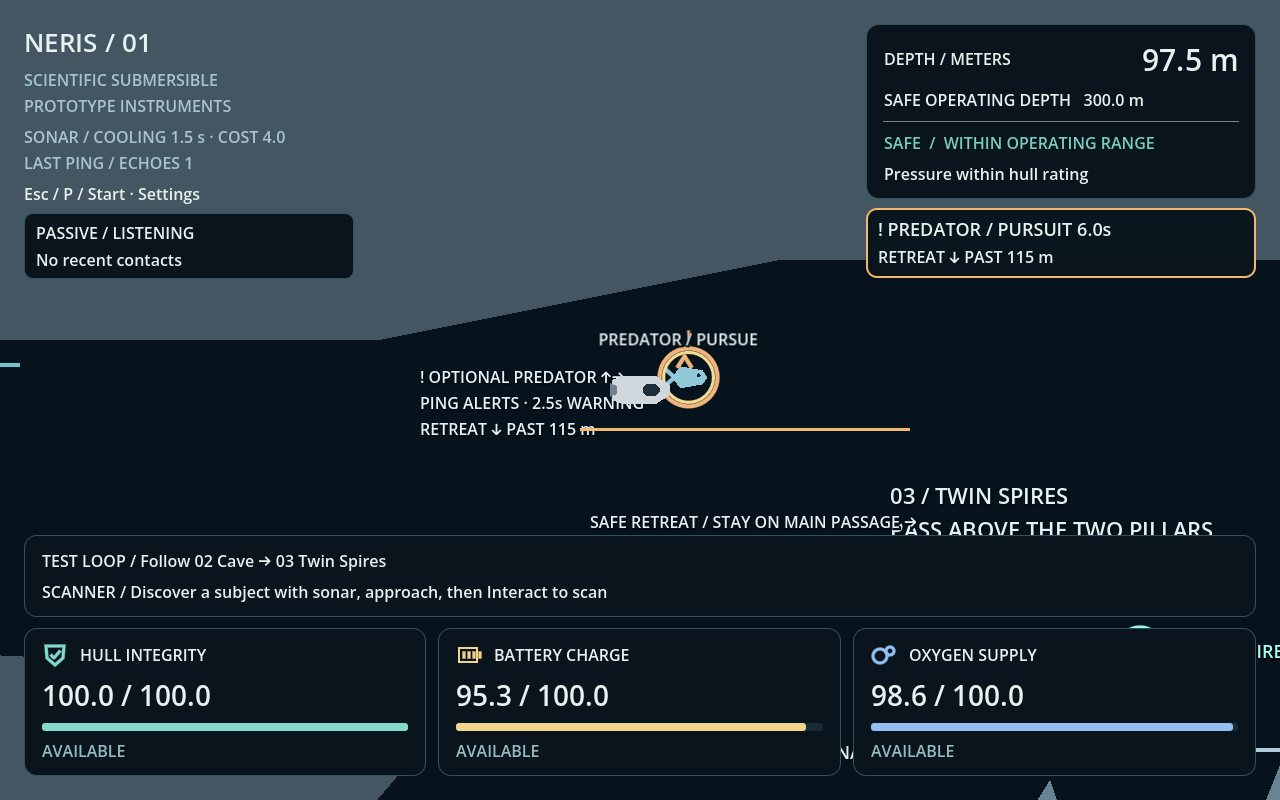 NERIS / 01
SCIENTIFIC SUBMERSIBLE
PROTOTYPE INSTRUMENTS
SONAR / COOLING 1.5 s · COST 4.0
LAST PING / ECHOES 1
Esc / P / Start · Settings
PASSIVE / LISTENING
No recent contacts
DEPTH / METERS 97.5 m
SAFE OPERATING DEPTH 300.0 m
SAFE / WITHIN OPERATING RANGE
Pressure within hull rating
! PREDATOR / PURSUIT 6.0s
RETREAT ↓ PAST 115 m
PREDATOR / PURSUE
! OPTIONAL PREDATOR ↑→
PING ALERTS · 2.5s WARNING
RETREAT ↓ PAST 115 m
03 / TWIN SPIRES
SAFE RETREAT / STAY ON MAIN PASSAGE →
PASS ABOVE THE TWO PILLARS
TEST LOOP / Follow 02 Cave → 03 Twin Spires
SCANNER / Discover a subject with sonar, approach, then Interact to scan
HULL INTEGRITY
100.0 / 100.0
AVAILABLE
BATTERY CHARGE
95.3 / 100.0
AVAILABLE
OXYGEN SUPPLY
98.6 / 100.0
AVAILABLE